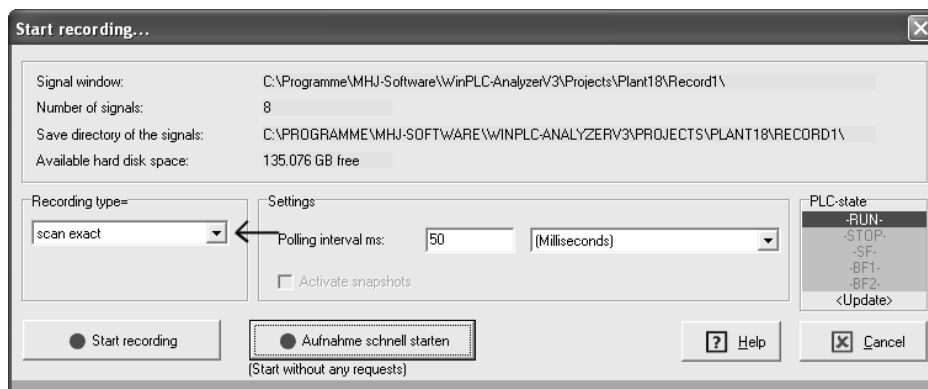 Start recording...
Signal window: C:\Programme\MHJ-Software\WinPLC-AnalyzerV3\Projects\Plant18\Record1\
Number of signals: 8
Save directory of the signals: C:\PROGRAMME\MHJ-SOFTWARE\WINPLC-ANALYZERV3\PROJECTS\PLANT18\RECORD1\
Available hard disk space: 135.076 GB free
Recording type=
scan exact
Settings
Polling interval ms: 50 (Milliseconds)
Activate snapshots
PLC-state
-RUN-
-STOP-
-SF-
-BF1-
-BF2-
<Update>
Start recording
Aufnahme schnell starten
(Start without any requests)
Help
Cancel